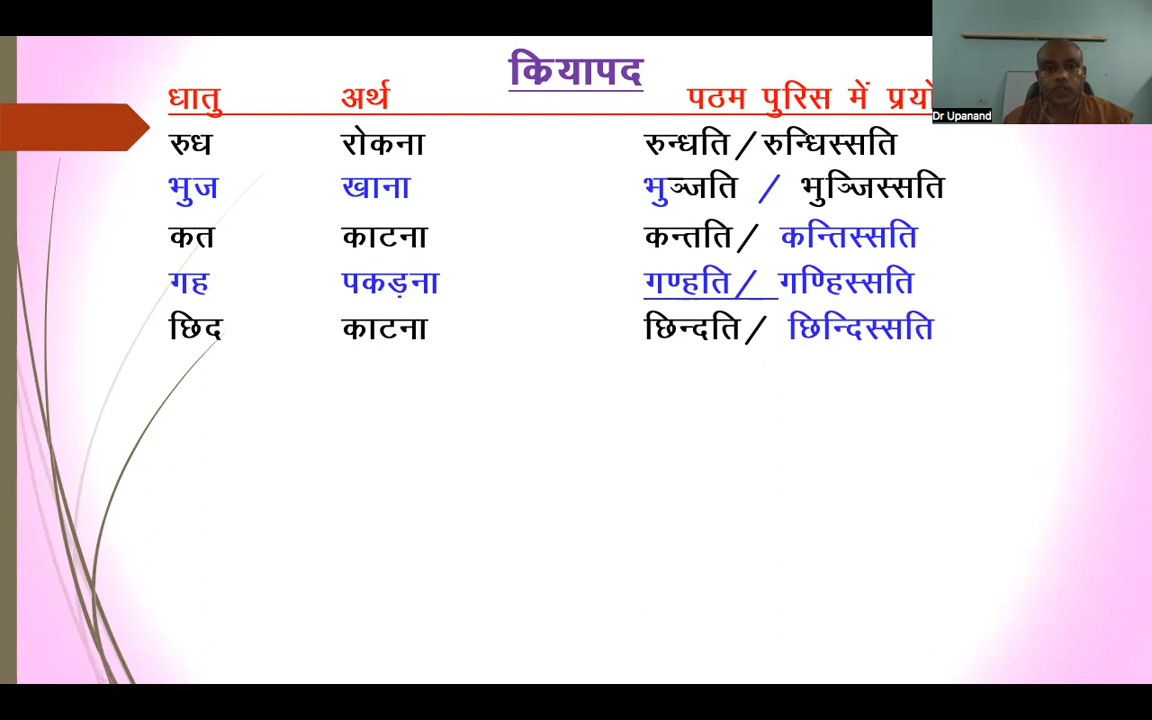 क्रियापद
धातु अर्थ पठम पुरिस में
Dr Upanand
रुध रोकना रुन्धति / रुन्धिस्सति
भुज खाना भुञ्जति / भुञ्जिस्सति
कत काटना कन्तति / कन्तिस्सति
गह पकड़ना गण्हति / गण्हिस्सति
छिद काटना छिन्दति / छिन्दिस्सति